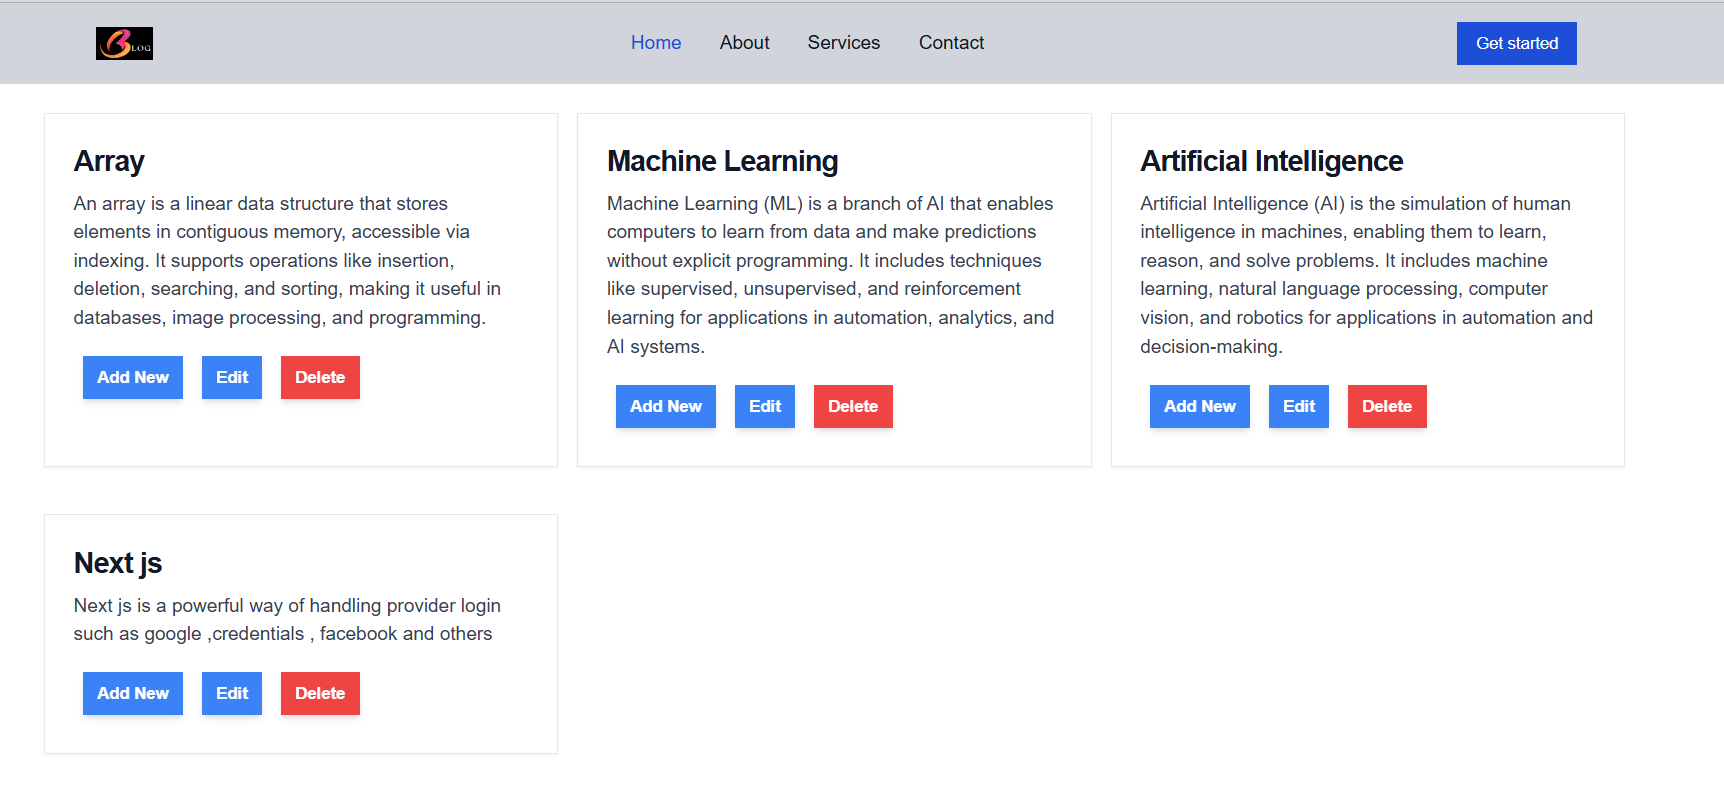 BLOG
Home About Services Contact
Get started
Array
An array is a linear data structure that stores
elements in contiguous memory, accessible via
indexing. It supports operations like insertion,
deletion, searching, and sorting, making it useful in
databases, image processing, and programming.
Add New Edit Delete
Machine Learning
Machine Learning (ML) is a branch of AI that enables
computers to learn from data and make predictions
without explicit programming. It includes techniques
like supervised, unsupervised, and reinforcement
learning for applications in automation, analytics, and
AI systems.
Add New Edit Delete
Artificial Intelligence
Artificial Intelligence (AI) is the simulation of human
intelligence in machines, enabling them to learn,
reason, and solve problems. It includes machine
learning, natural language processing, computer
vision, and robotics for applications in automation and
decision-making.
Add New Edit Delete
Next js
Next js is a powerful way of handling provider login
such as google ,credentials , facebook and others
Add New Edit Delete